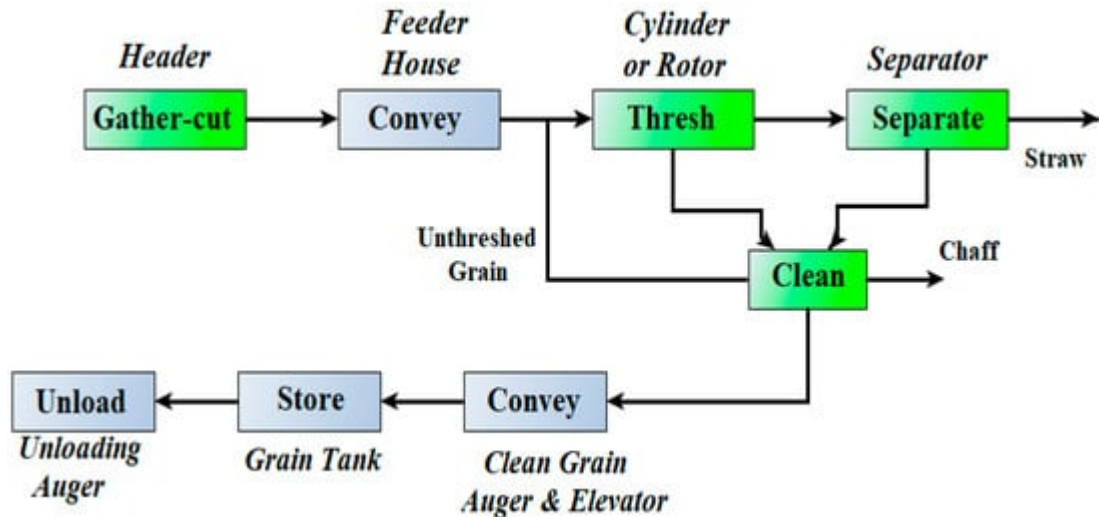 Header
Gather-cut
Feeder
House
Convey
Cylinder
or Rotor
Thresh
Separator
Separate
Straw
Unthreshed
Grain
Clean
Chaff
Unload
Unloading
Auger
Store
Grain Tank
Convey
Clean Grain
Auger & Elevator